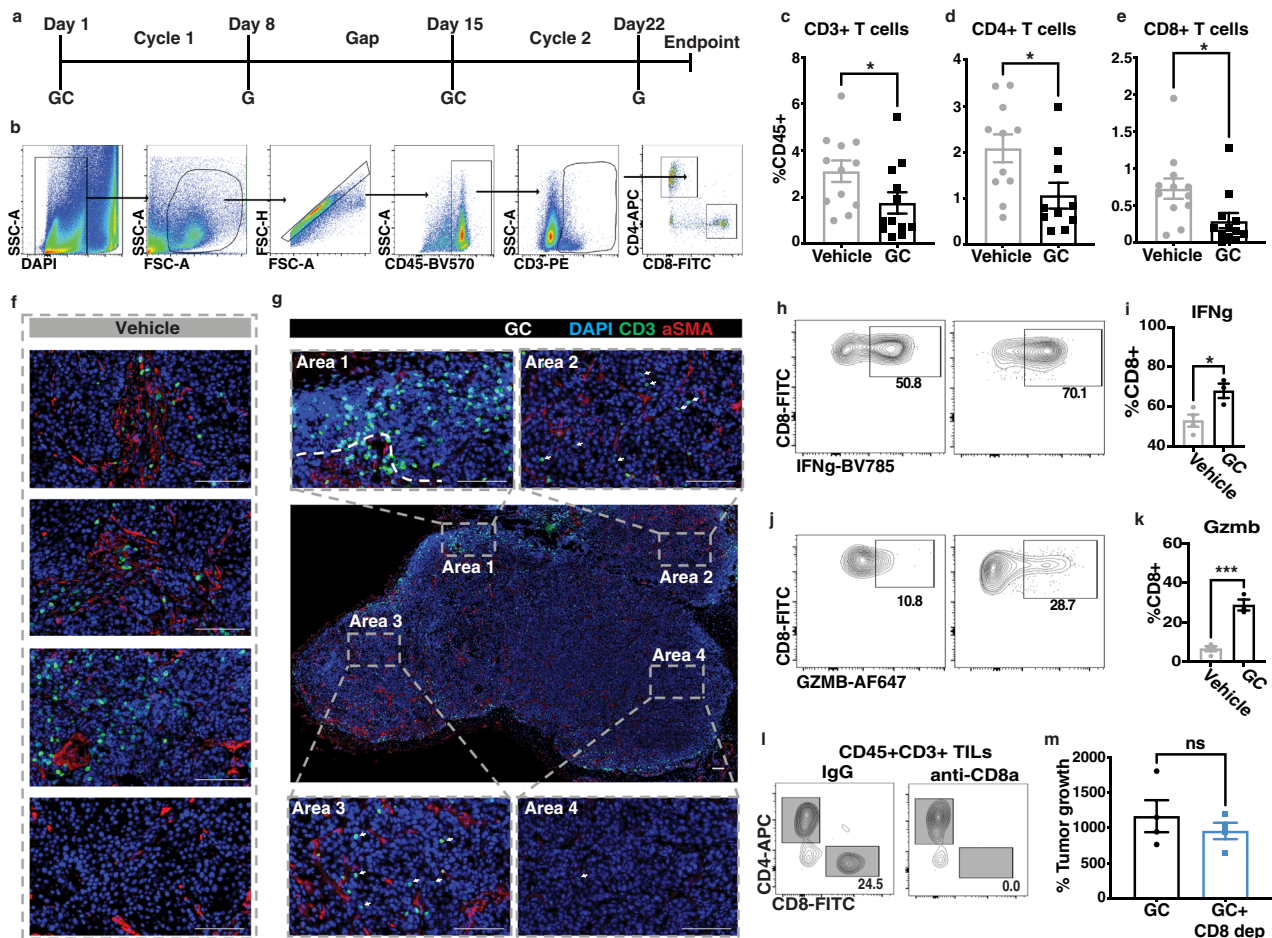 a
Day 1
Day 8
Day 15
Day22
Cycle 1
Gap
Cycle 2
Endpoint
GC
G
GC
G
b
SSC-A
DAPI
SSC-A
FSC-A
FSC-H
FSC-A
SSC-A
CD45-BV570
SSC-A
CD3-PE
CD4-APC
CD8-FITC
c
CD3+ T cells
*
%CD45+
8
6
4
2
0
Vehicle
GC
d
CD4+ T cells
*
4
3
2
1
0
Vehicle
GC
e
CD8+ T cells
*
2.5
2.0
1.5
1.0
0.5
0
Vehicle
GC
f
Vehicle
g
GC
DAPI CD3 aSMA
Area 1
Area 2
Area 1
Area 2
Area 3
Area 4
Area 3
Area 4
h
CD8-FITC
50.8
70.1
IFNg-BV785
i
IFNg
*
%CD8+
100
80
60
40
Vehicle
GC
j
CD8-FITC
10.8
28.7
GZMB-AF647
k
Gzmb
***
%CD8+
60
40
20
0
Vehicle
GC
l
CD45+CD3+ TILs
IgG
anti-CD8a
CD4-APC
24.5
0.0
CD8-FITC
m
ns
% Tumor growth
2000
1500
1000
500
0
GC
GC+
CD8 dep